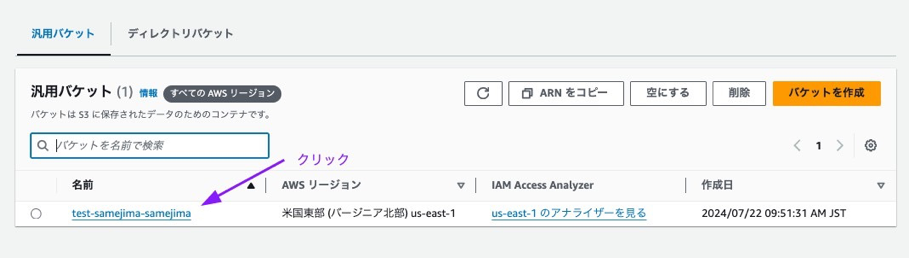 汎用バケット ディレクトリバケット
汎用バケット (1) 情報 すべての AWS リージョン ARN をコピー 空にする 削除 バケットを作成
バケットは S3 に保存されたデータのためのコンテナです。
バケットを名前で検索 1
クリック
名前 AWS リージョン IAM Access Analyzer 作成日
test-samejima-samejima 米国東部 (バージニア北部) us-east-1 us-east-1 のアナライザーを見る 2024/07/22 09:51:31 AM JST